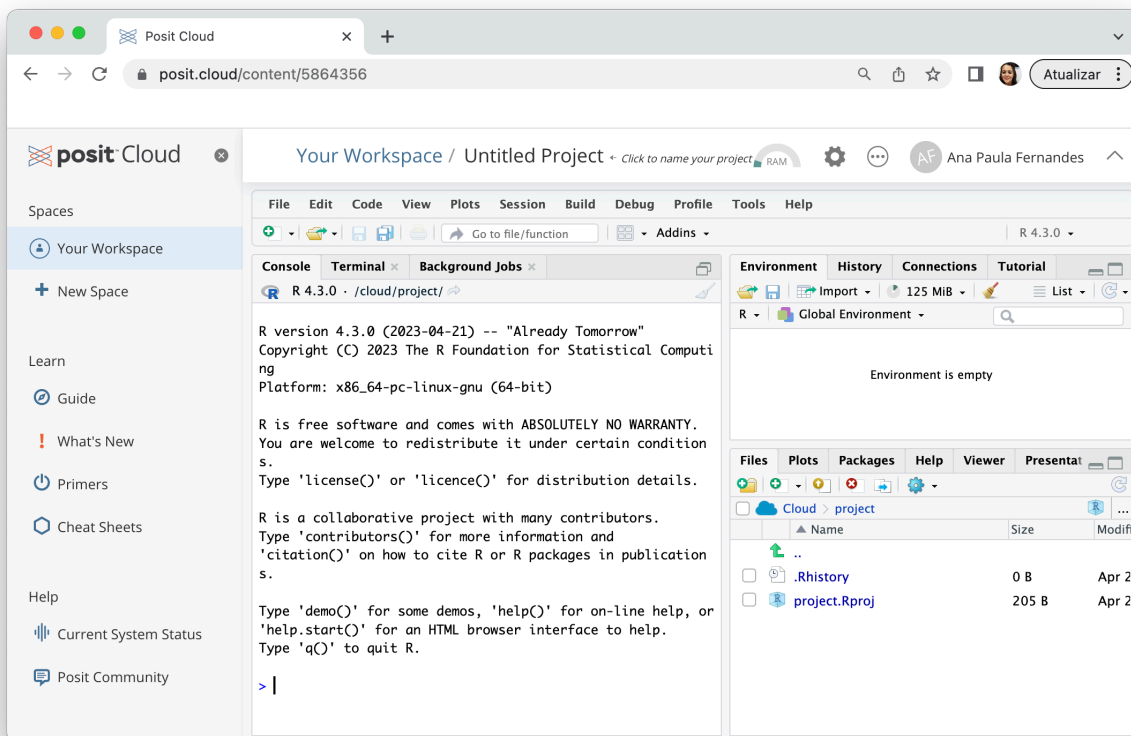 Posit Cloud
posit.cloud/content/5864356
Atualizar
posit Cloud
Your Workspace / Untitled Project ← Click to name your project
RAM
AF
Ana Paula Fernandes
Spaces
Your Workspace
New Space
Learn
Guide
What's New
Primers
Cheat Sheets
Help
Current System Status
Posit Community
File Edit Code View Plots Session Build Debug Profile Tools Help
Go to file/function
Addins
R 4.3.0
Console Terminal Background Jobs
R 4.3.0 · /cloud/project/
R version 4.3.0 (2023-04-21) -- "Already Tomorrow"
Copyright (C) 2023 The R Foundation for Statistical Computi
ng
Platform: x86_64-pc-linux-gnu (64-bit)
R is free software and comes with ABSOLUTELY NO WARRANTY.
You are welcome to redistribute it under certain condition
s.
Type 'license()' or 'licence()' for distribution details.
R is a collaborative project with many contributors.
Type 'contributors()' for more information and
'citation()' on how to cite R or R packages in publication
s.
Type 'demo()' for some demos, 'help()' for on-line help, or
'help.start()' for an HTML browser interface to help.
Type 'q()' to quit R.
>
Environment History Connections Tutorial
Import 125 MiB List
R Global Environment
Environment is empty
Files Plots Packages Help Viewer Presentat
Cloud > project R ...
Name Size Modifi
..
.Rhistory 0 B Apr 2
project.Rproj 205 B Apr 2